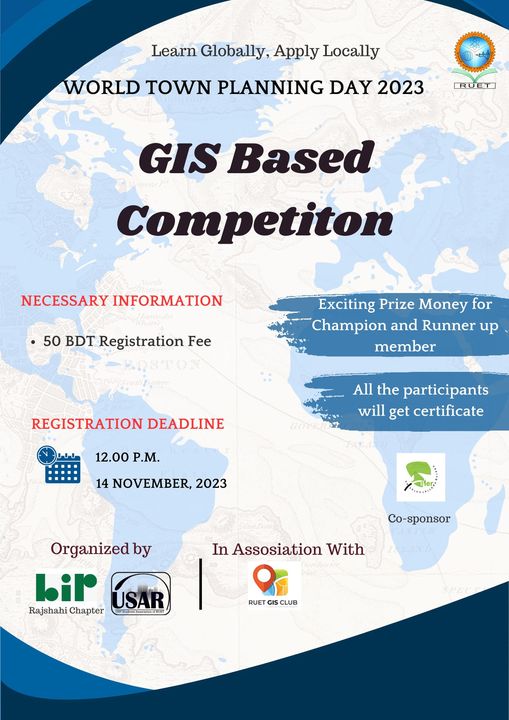 Learn Globally, Apply Locally
WORLD TOWN PLANNING DAY 2023
RUET
GIS Based
Competiton
NECESSARY INFORMATION
• 50 BDT Registration Fee
Exciting Prize Money for
Champion and Runner up
member
All the participants
will get certificate
REGISTRATION DEADLINE
12.00 P.M.
14 NOVEMBER, 2023
Co-sponsor
Organized by
In Assosiation With
bip
Rajshahi Chapter
USAR
RUET GIS CLUB